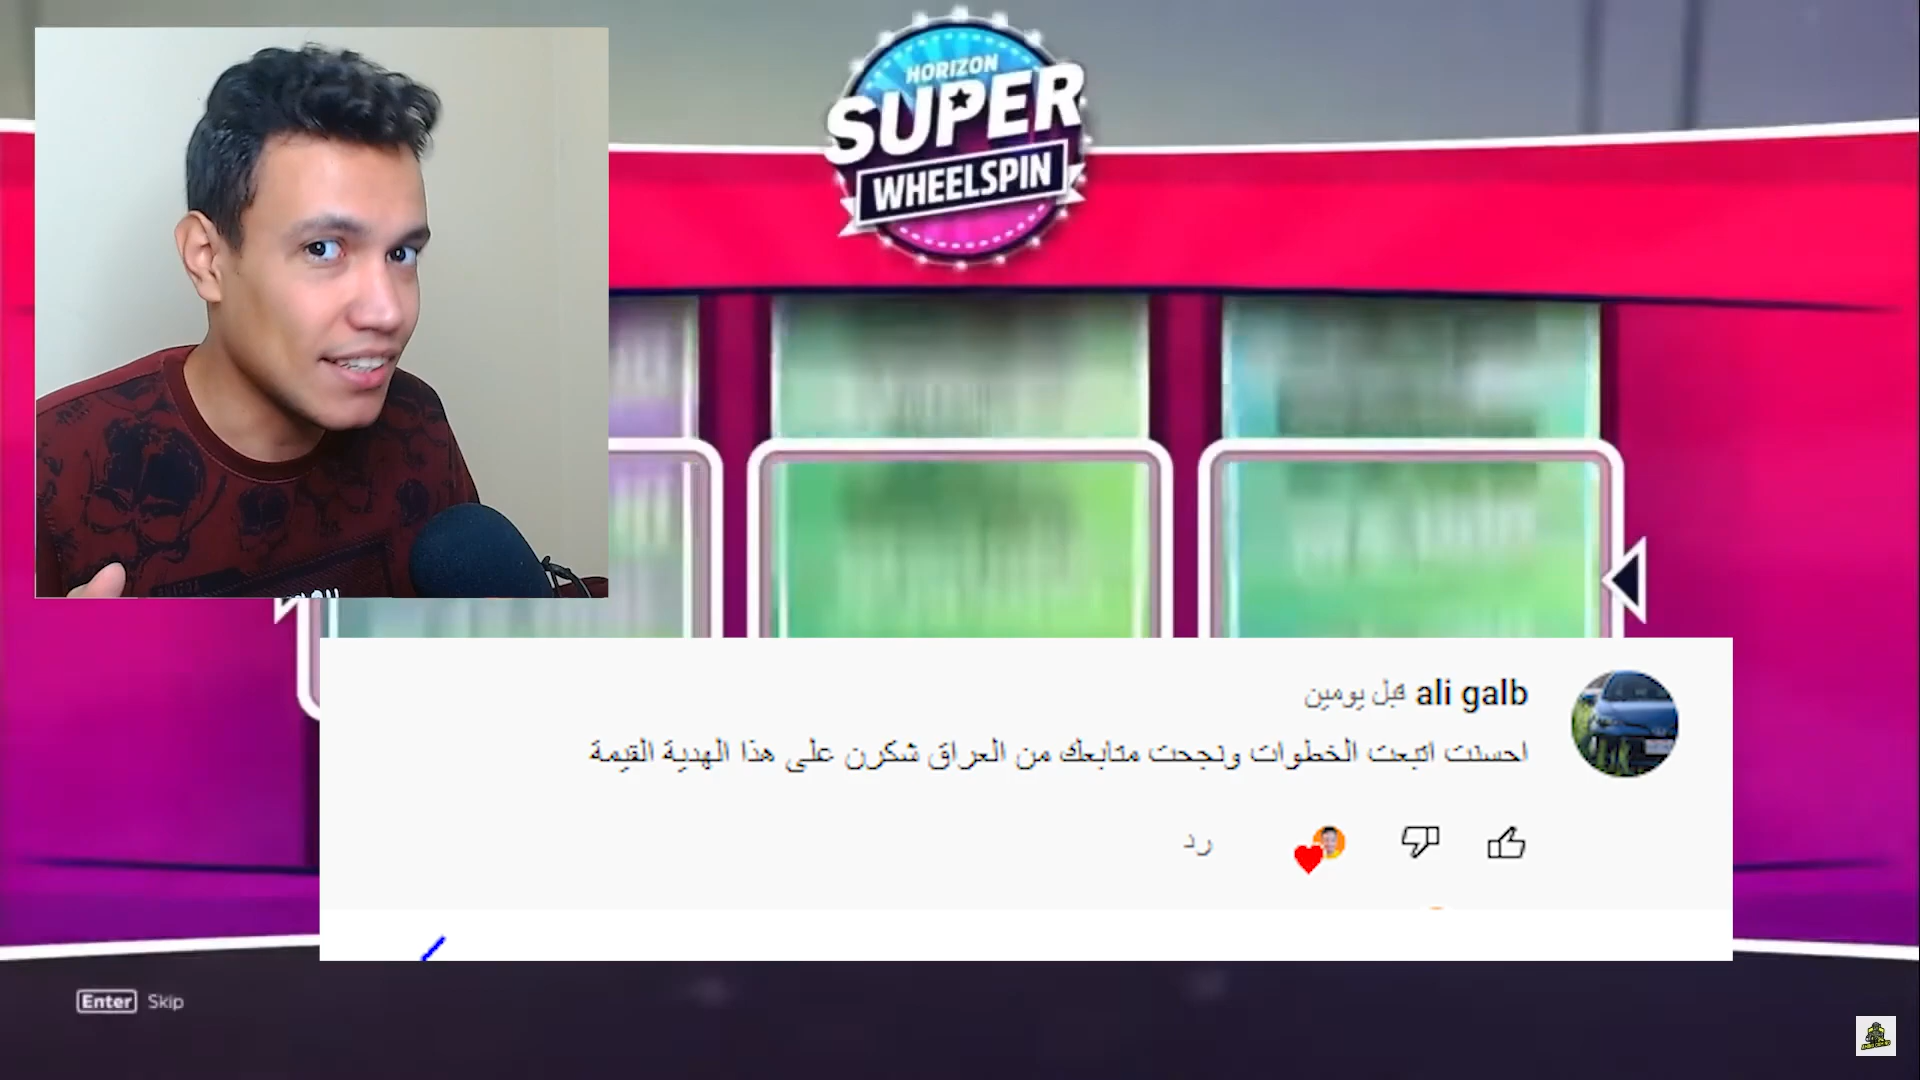 HORIZON
SUPER
WHEELSPIN
ali galb قبل يومين
احسنت اتبعت الخطوات ونجحت متابعك من العراق شكرن على هذا الهدية القيمة
رد
Enter Skip